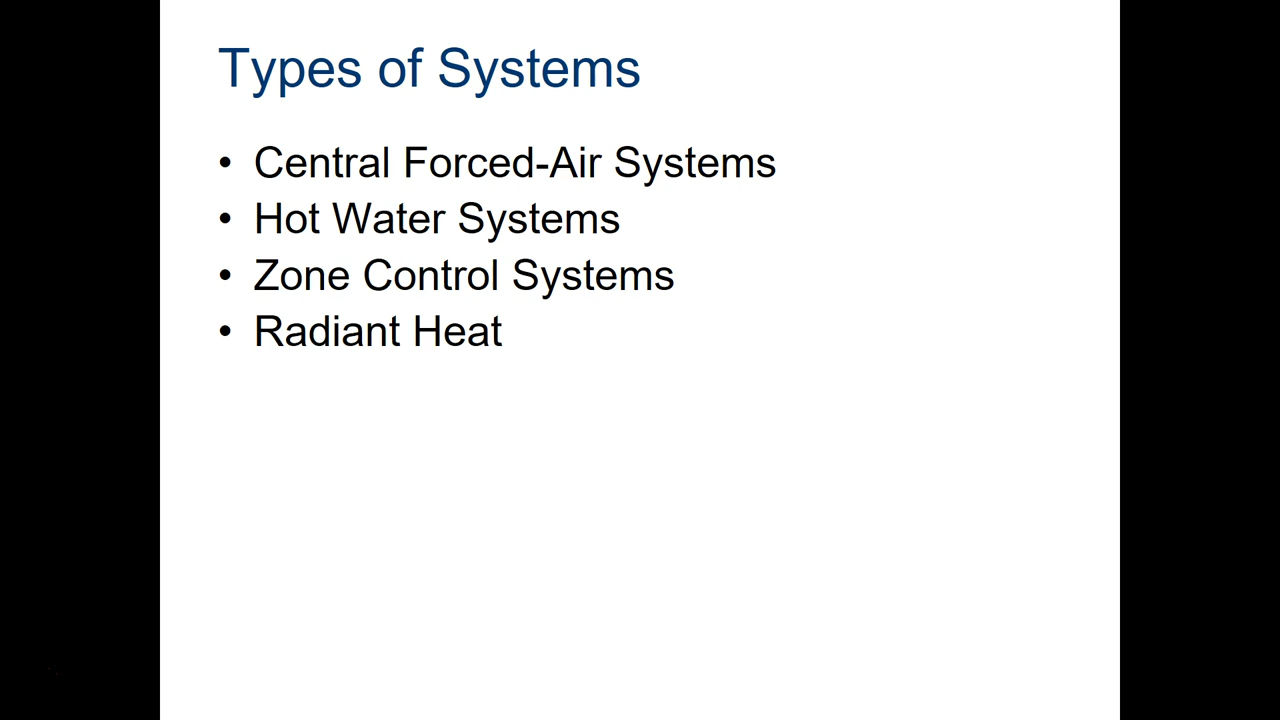 Types of Systems
• Central Forced-Air Systems
• Hot Water Systems
• Zone Control Systems
• Radiant Heat